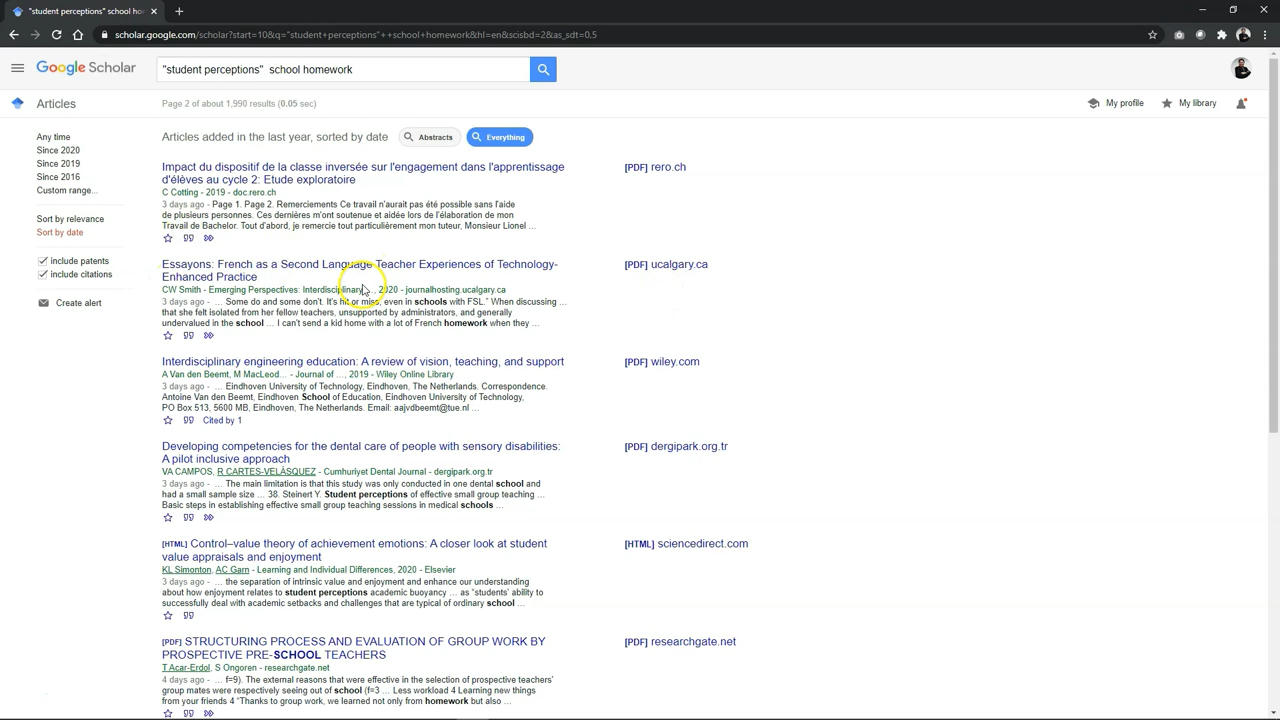 "student perceptions" school ho
scholar.google.com/scholar?start=10&q="student+perceptions"++school+homework&hl=en&scisbd=2&as_sdt=0,5
Google Scholar
"student perceptions"  school homework
Articles
Page 2 of about 1,990 results (0.05 sec)
My profile
My library
Any time
Since 2020
Since 2019
Since 2016
Custom range...
Sort by relevance
Sort by date
include patents
include citations
Create alert
Articles added in the last year, sorted by date
Abstracts
Everything
Impact du dispositif de la classe inversée sur l'engagement dans l'apprentissage
d'élèves au cycle 2: Etude exploratoire
[PDF] rero.ch
C Cotting - 2019 - doc.rero.ch
3 days ago - Page 1. Page 2. Remerciements Ce travail n'aurait pas été possible sans l'aide
de plusieurs personnes. Ces dernières m'ont soutenue et aidée lors de l'élaboration de mon
Travail de Bachelor. Tout d'abord, je remercie tout particulièrement mon tuteur, Monsieur Lionel ...
Essayons: French as a Second Language Teacher Experiences of Technology-
Enhanced Practice
[PDF] ucalgary.ca
CW Smith - Emerging Perspectives: Interdisciplinary ..., 2020 - journalhosting.ucalgary.ca
3 days ago - ... Some do and some don't. It's hit or miss, even in schools with FSL." When discussing ...
that she felt isolated from her fellow teachers, unsupported by administrators, and generally
undervalued in the school ... I can't send a kid home with a lot of French homework when they ...
Interdisciplinary engineering education: A review of vision, teaching, and support
[PDF] wiley.com
A Van den Beemt, M MacLeod... - Journal of ..., 2019 - Wiley Online Library
3 days ago - ... Eindhoven University of Technology, Eindhoven, The Netherlands. Correspondence.
Antoine Van den Beemt, Eindhoven School of Education, Eindhoven University of Technology,
PO Box 513, 5600 MB, Eindhoven, The Netherlands. Email: aajvdbeemt@tue.nl ...
Cited by 1
Developing competencies for the dental care of people with sensory disabilities:
A pilot inclusive approach
[PDF] dergipark.org.tr
VA CAMPOS, R CARTES-VELÁSQUEZ - Cumhuriyet Dental Journal - dergipark.org.tr
3 days ago - ... The main limitation is that this study was only conducted in one dental school and
had a small sample size ... 38. Steinert Y. Student perceptions of effective small group teaching ...
Basic steps in establishing effective small group teaching sessions in medical schools ...
[HTML] Control–value theory of achievement emotions: A closer look at student
value appraisals and enjoyment
[HTML] sciencedirect.com
KL Simonton, AC Garn - Learning and Individual Differences, 2020 - Elsevier
3 days ago - ... the separation of intrinsic value and enjoyment and enhance our understanding
about how enjoyment relates to student perceptions academic buoyancy ... as "students' ability to
successfully deal with academic setbacks and challenges that are typical of ordinary school ...
[PDF] STRUCTURING PROCESS AND EVALUATION OF GROUP WORK BY
PROSPECTIVE PRE-SCHOOL TEACHERS
[PDF] researchgate.net
T Acar-Erdol, S Ongoren - researchgate.net
4 days ago - ... f=9). The external reasons that were effective in the selection of prospective teachers'
group mates were respectively seeing out of school (f=3 ... Less workload 4 Learning new things
from your friends 4 "Thanks to group work, we learned not only from homework but also ...